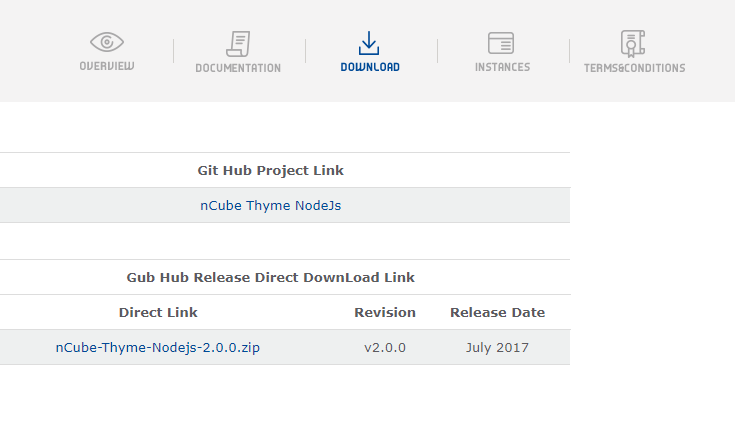 OVERVIEW
DOCUMENTATION
DOWNLOAD
INSTANCES
TERMS&CONDITIONS
Git Hub Project Link
nCube Thyme NodeJs
Gub Hub Release Direct DownLoad Link
Direct Link Revision Release Date
nCube-Thyme-Nodejs-2.0.0.zip v2.0.0 July 2017